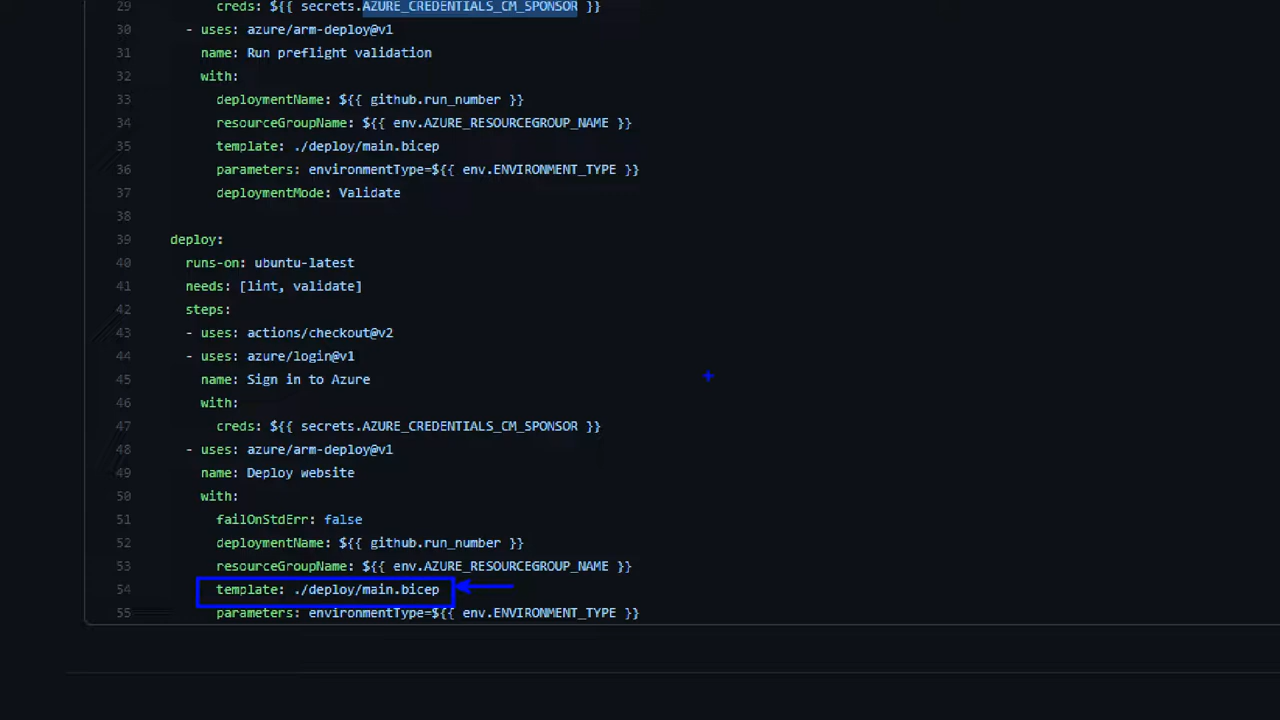 29 creds: ${{ secrets.AZURE_CREDENTIALS_CM_SPONSOR }}
30 - uses: azure/arm-deploy@v1
31 name: Run preflight validation
32 with:
33 deploymentName: ${{ github.run_number }}
34 resourceGroupName: ${{ env.AZURE_RESOURCEGROUP_NAME }}
35 template: ./deploy/main.bicep
36 parameters: environmentType=${{ env.ENVIRONMENT_TYPE }}
37 deploymentMode: Validate
38
39 deploy:
40 runs-on: ubuntu-latest
41 needs: [lint, validate]
42 steps:
43 - uses: actions/checkout@v2
44 - uses: azure/login@v1
45 name: Sign in to Azure
46 with:
47 creds: ${{ secrets.AZURE_CREDENTIALS_CM_SPONSOR }}
48 - uses: azure/arm-deploy@v1
49 name: Deploy website
50 with:
51 failOnStdErr: false
52 deploymentName: ${{ github.run_number }}
53 resourceGroupName: ${{ env.AZURE_RESOURCEGROUP_NAME }}
54 template: ./deploy/main.bicep
55 parameters: environmentType=${{ env.ENVIRONMENT_TYPE }}